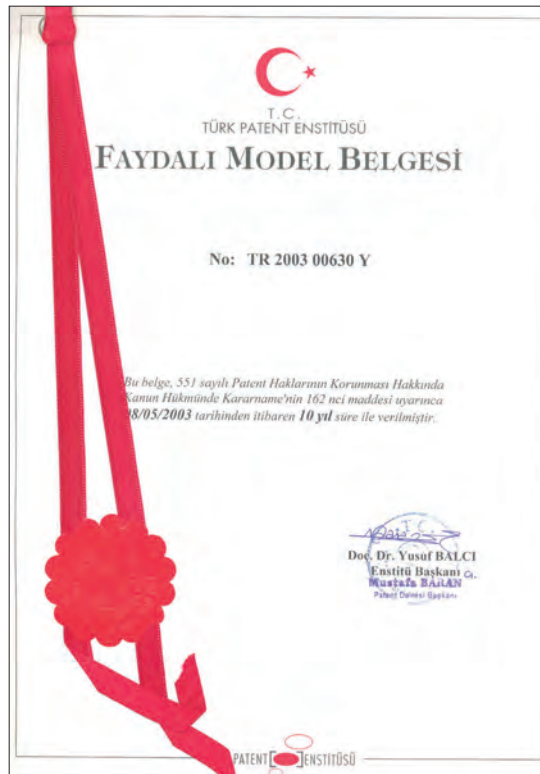 T.C.
TÜRK PATENT ENSTİTÜSÜ
FAYDALI MODEL BELGESİ
No: TR 2003 00630 Y
Bu belge, 551 sayılı Patent Haklarının Korunması Hakkında
Kanun Hükmünde Kararname'nin 162 nci maddesi uyarınca
08/05/2003 tarihinden itibaren 10 yıl süre ile verilmiştir.
T.C.
Doç. Dr. Yusuf BALCI
Enstitü Başkanı a.
Mustafa BARAN
Patent Dairesi Başkanı
PATENT [ ] ENSTİTÜSÜ